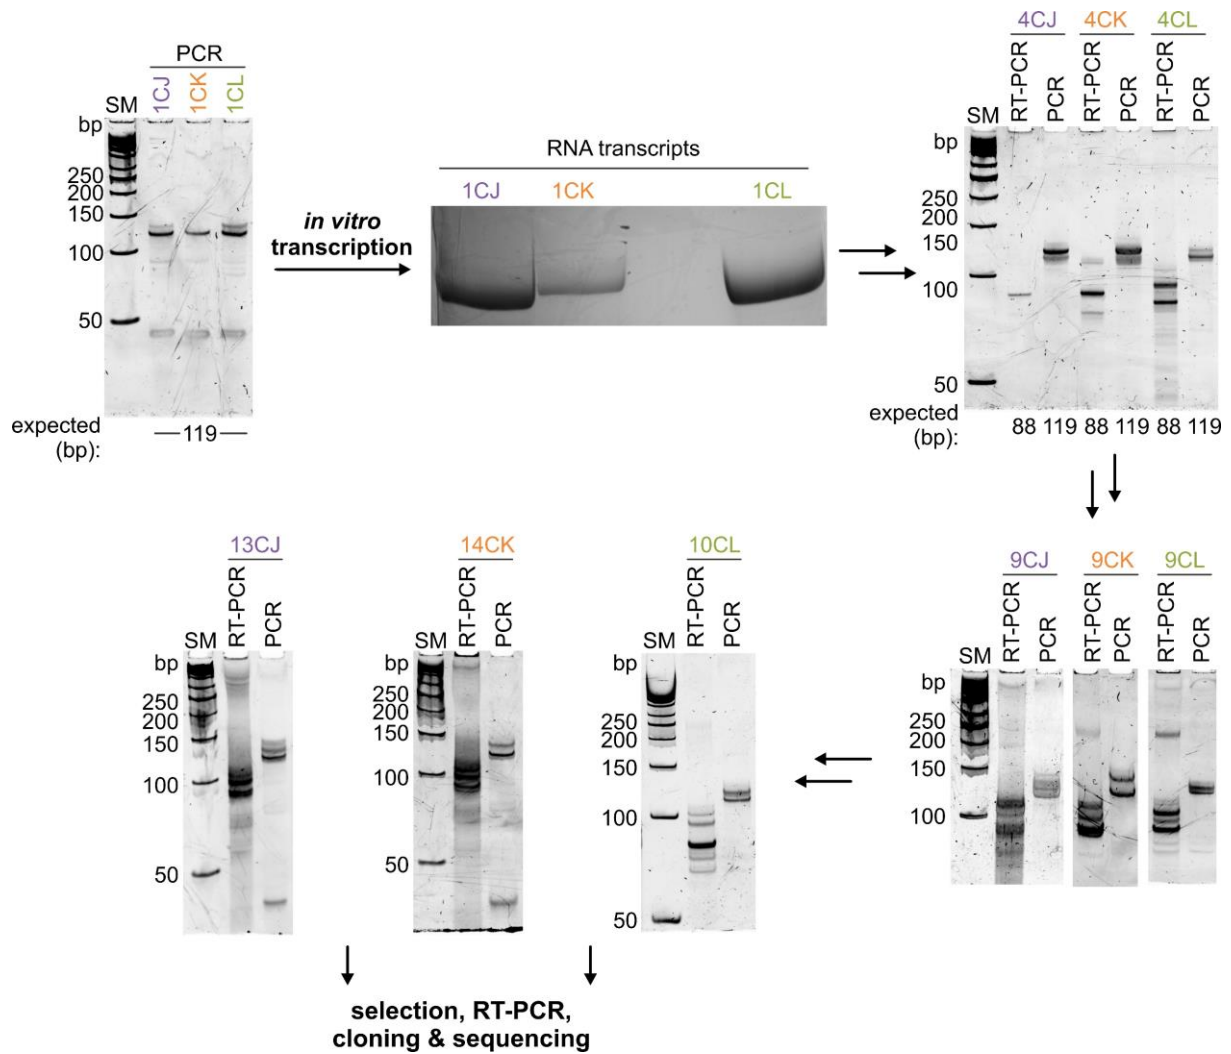 PCR
SM 1CJ 1CK 1CL
bp
250
200
150
100
50
expected (bp): 119
in vitro transcription
RNA transcripts
1CJ 1CK 1CL
4CJ 4CK 4CL
SM RT-PCR PCR RT-PCR PCR RT-PCR PCR
bp
250
200
150
100
50
expected (bp): 88 119 88 119 88 119
13CJ
SM RT-PCR PCR
bp
250
200
150
100
50
14CK
SM RT-PCR PCR
bp
250
200
150
100
50
10CL
SM RT-PCR PCR
bp
250
200
150
100
50
9CJ 9CK 9CL
SM RT-PCR PCR RT-PCR PCR RT-PCR PCR
bp
250
200
150
100
selection, RT-PCR,
cloning & sequencing